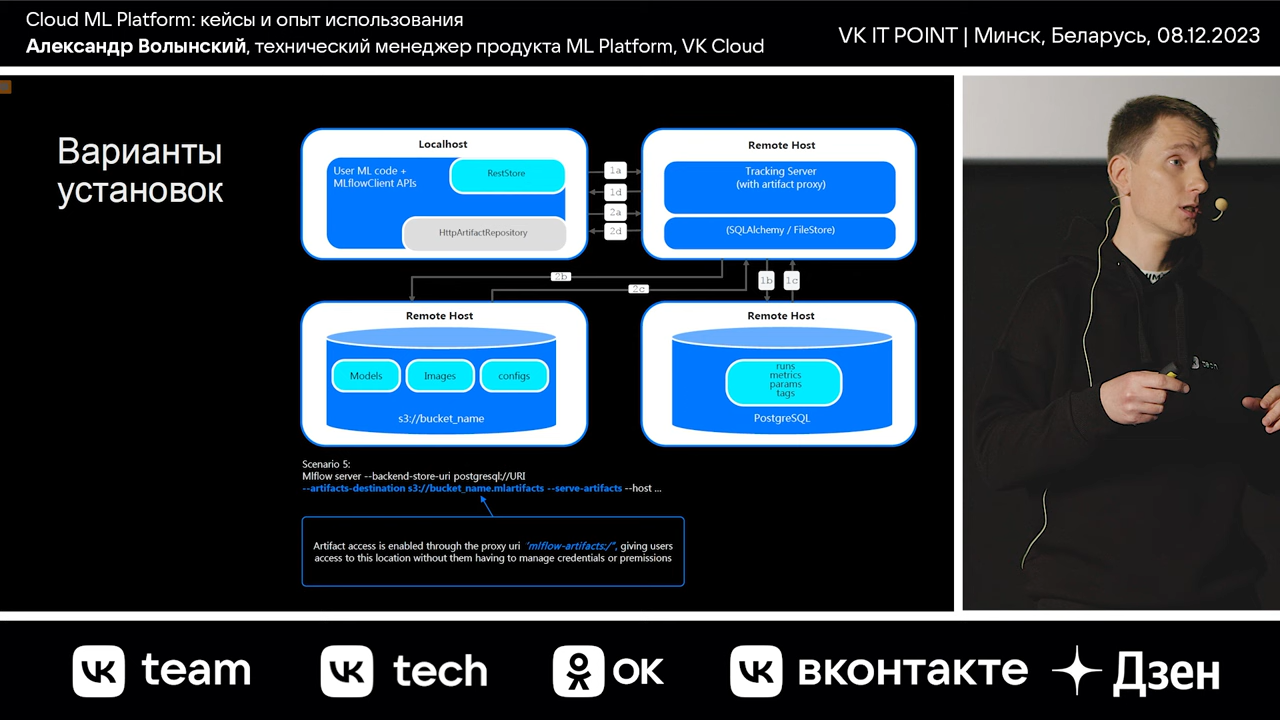 Cloud ML Platform: кейсы и опыт использования
Александр Волынский, технический менеджер продукта ML Platform, VK Cloud
VK IT POINT | Минск, Беларусь, 08.12.2023
Варианты
установок
Localhost
User ML code +
MLflowClient APIs
RestStore
HttpArtifactRepository
1a
1d
2a
2d
Remote Host
Tracking Server
(with artifact proxy)
(SQLAlchemy / FileStore)
2b
2c
1b
1c
Remote Host
Models
Images
configs
s3://bucket_name
Remote Host
runs
metrics
params
tags
PostgreSQL
Scenario 5:
Mlflow server --backend-store-uri postgresql://URI
--artifacts-destination s3://bucket_name.mlartifacts --serve-artifacts --host ...
Artifact access is enabled through the proxy uri 'mlflow-artifacts:/", giving users
access to this location without them having to manage credentials or premissions
tech
team
tech
ОК
вконтакте
Дзен